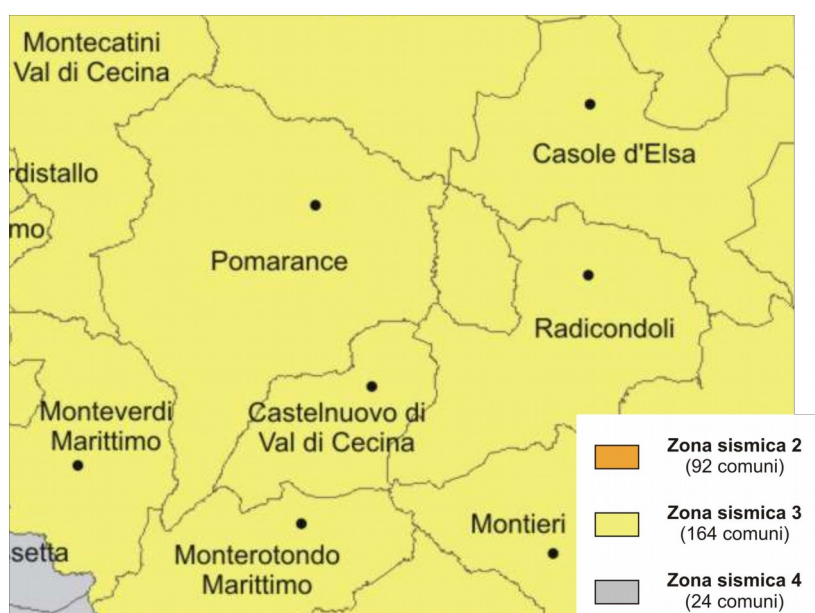 Montecatini
Val di Cecina
Casole d'Elsa
rdistallo
mo
Pomarance
Radicondoli
Monteverdi
Marittimo
Castelnuovo di
Val di Cecina
Zona sismica 2
(92 comuni)
Zona sismica 3
(164 comuni)
Montieri
setta
Monterotondo
Marittimo
Zona sismica 4
(24 comuni)